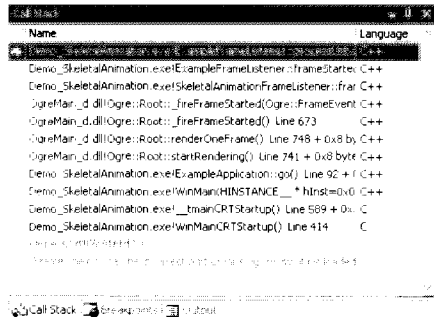 Call Stack
Name Language
C++
Demo_SkeletalAnimation.exe!ExampleFrameListener::frameStarted C++
Demo_SkeletalAnimation.exe!SkeletalAnimationFrameListener::frar C++
OgreMain_d.dll!Ogre::Root::_fireFrameStarted(Ogre::FrameEvent C++
OgreMain_d.dll!Ogre::Root::_fireFrameStarted() Line 673 C++
OgreMain_d.dll!Ogre::Root::renderOneFrame() Line 748 + 0x8 by C++
OgreMain_d.dll!Ogre::Root::startRendering() Line 741 + 0x8 byte C++
Demo_SkeletalAnimation.exe!ExampleApplication::go() Line 92 + ( C++
Demo_SkeletalAnimation.exe!WinMain(HINSTANCE__ * hInst=0x0 C++
Demo_SkeletalAnimation.exe!__tmainCRTStartup() Line 589 + 0x. C
Demo_SkeletalAnimation.exe!WinMainCRTStartup() Line 414 C
Call Stack Breakpoints Output